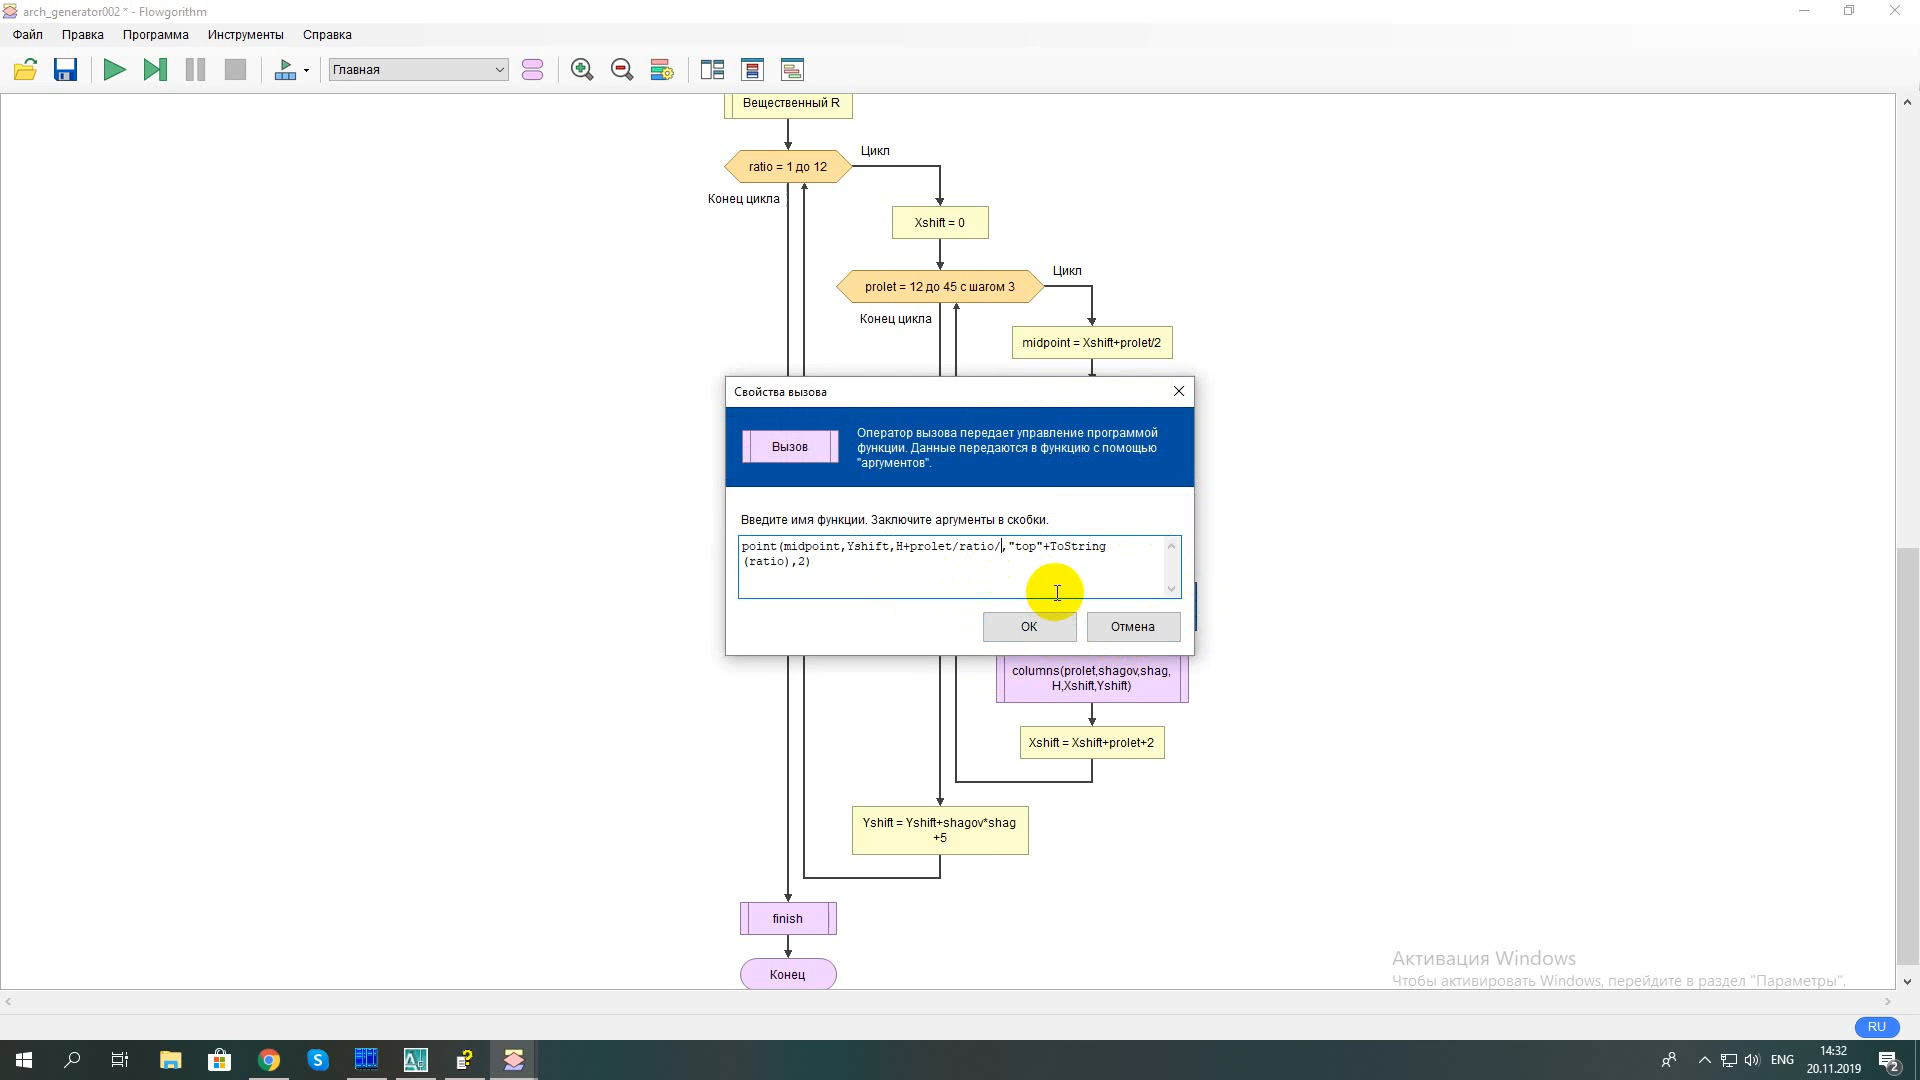 arch_generator002 * - Flowgorithm
Файл Правка Программа Инструменты Справка
Главная
Вещественный R
ratio = 1 до 12
Цикл
Конец цикла
Xshift = 0
prolet = 12 до 45 с шагом 3
Цикл
Конец цикла
midpoint = Xshift+prolet/2
Свойства вызова
Вызов
Оператор вызова передает управление программой
функции. Данные передаются в функцию с помощью
"аргументов".
Введите имя функции. Заключите аргументы в скобки.
point(midpoint,Yshift,H+prolet/ratio/,"top"+ToString
(ratio),2)
ОК
Отмена
columns(prolet,shagov,shag,
H,Xshift,Yshift)
Xshift = Xshift+prolet+2
Yshift = Yshift+shagov*shag
+5
finish
Конец
Активация Windows
Чтобы активировать Windows, перейдите в раздел "Параметры".
RU
ENG
14:32
20.11.2019
2